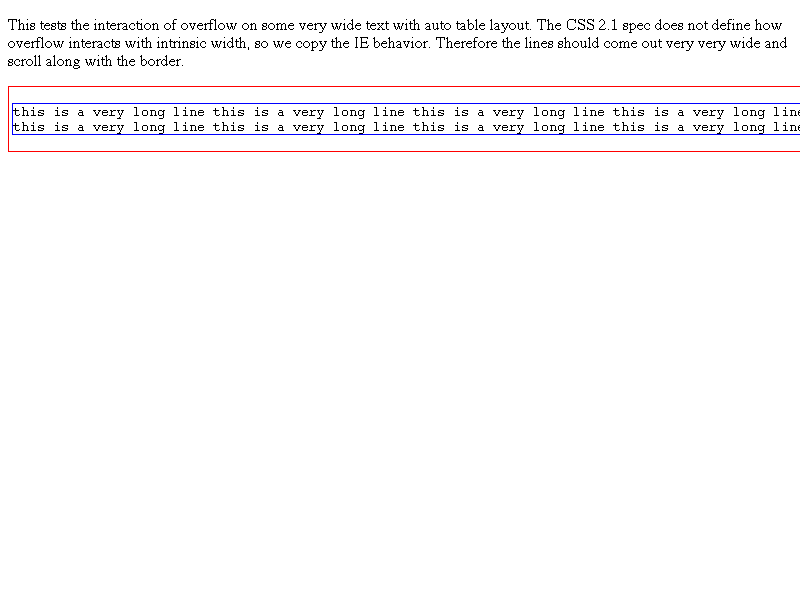 This tests the interaction of overflow on some very wide text with auto table layout. The CSS 2.1 spec does not define how
overflow interacts with intrinsic width, so we copy the IE behavior. Therefore the lines should come out very very wide and
scroll along with the border.
this is a very long line this is a very long line this is a very long line this is a very long line
this is a very long line this is a very long line this is a very long line this is a very long line